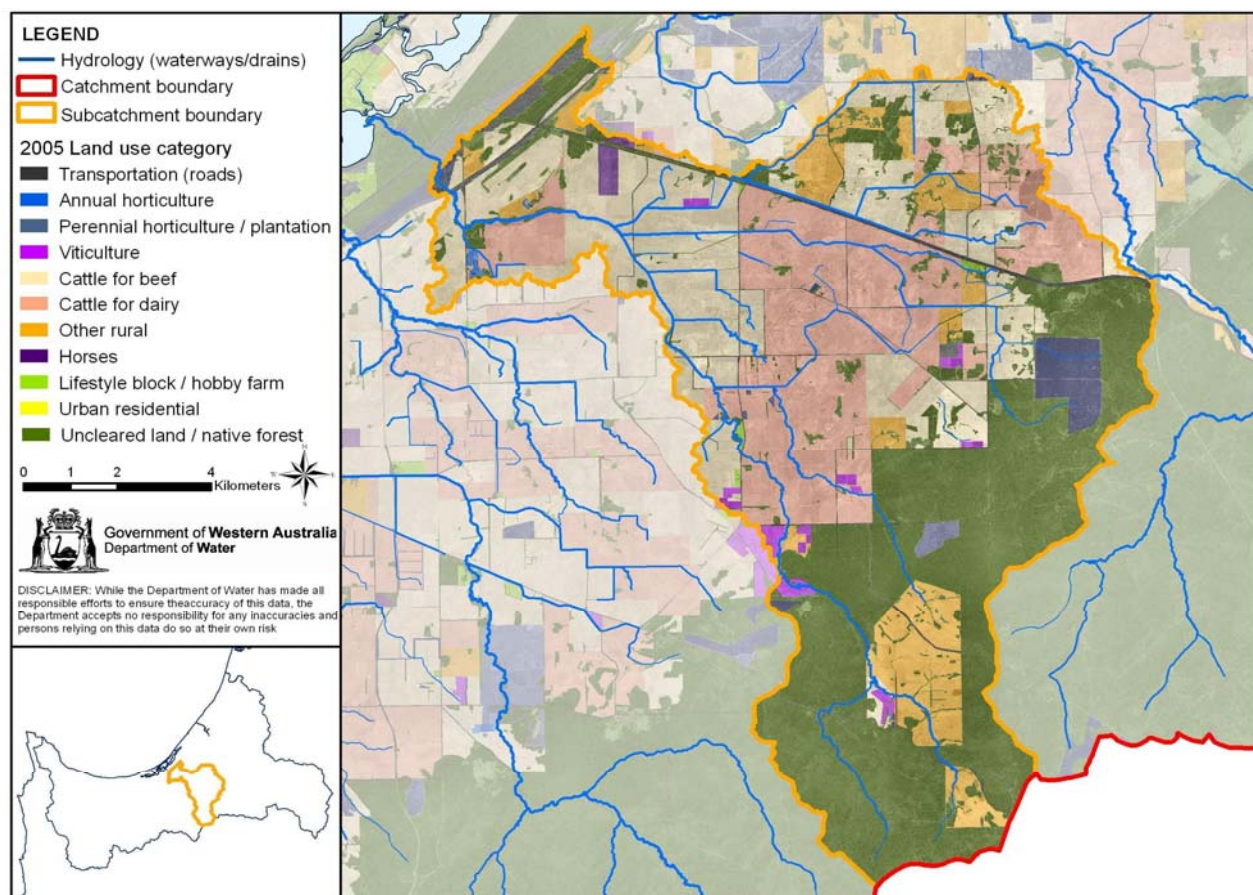 LEGEND
Hydrology (waterways/drains)
Catchment boundary
Subcatchment boundary
2005 Land use category
Transportation (roads)
Annual horticulture
Perennial horticulture / plantation
Viticulture
Cattle for beef
Cattle for dairy
Other rural
Horses
Lifestyle block / hobby farm
Urban residential
Uncleared land / native forest
0 1 2 4
Kilometers
N
Government of Western Australia
Department of Water
DISCLAIMER: While the Department of Water has made all
responsible efforts to ensure theaccuracy of this data, the
Department accepts no responsibility for any inaccuracies and
persons relying on this data do so at their own risk